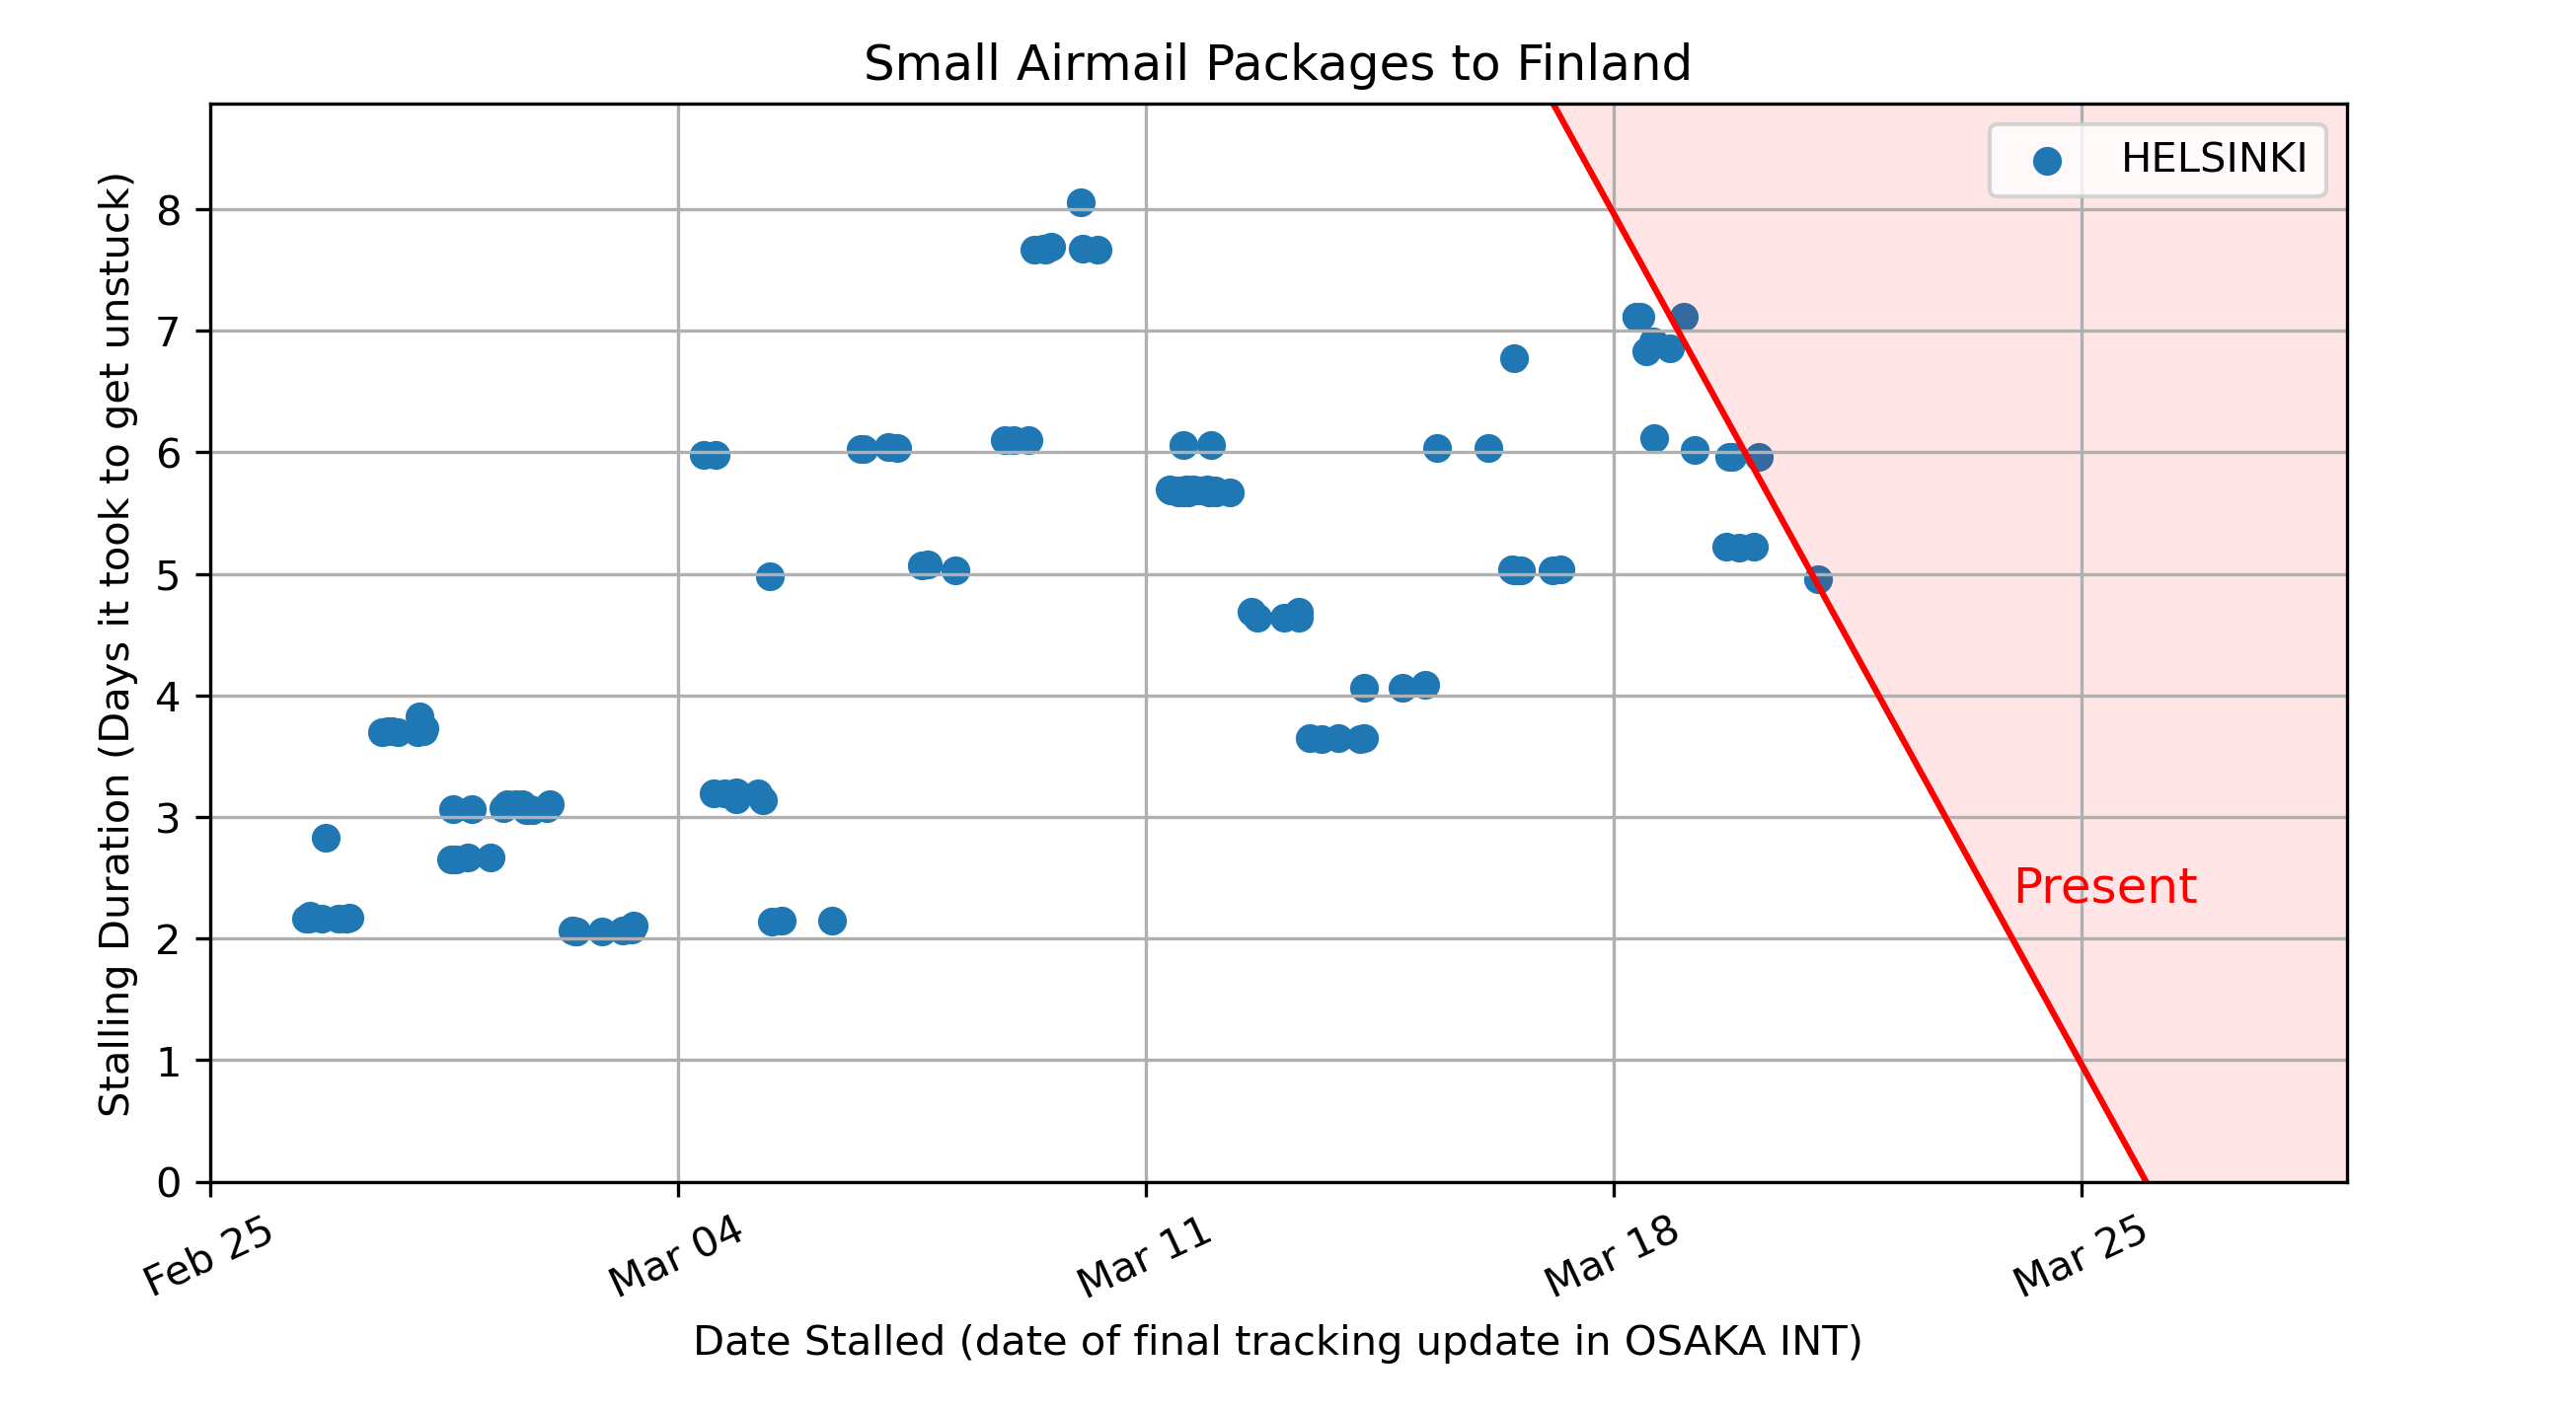 Small Airmail Packages to Finland
HELSINKI
Stalling Duration (Days it took to get unstuck)
8
7
6
5
4
3
2
1
0
Present
Feb 25
Mar 04
Mar 11
Mar 18
Mar 25
Date Stalled (date of final tracking update in OSAKA INT)